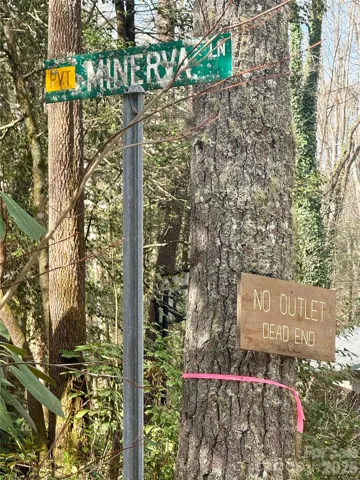 PVT MINERVA LN
NO OUTLET
DEAD END